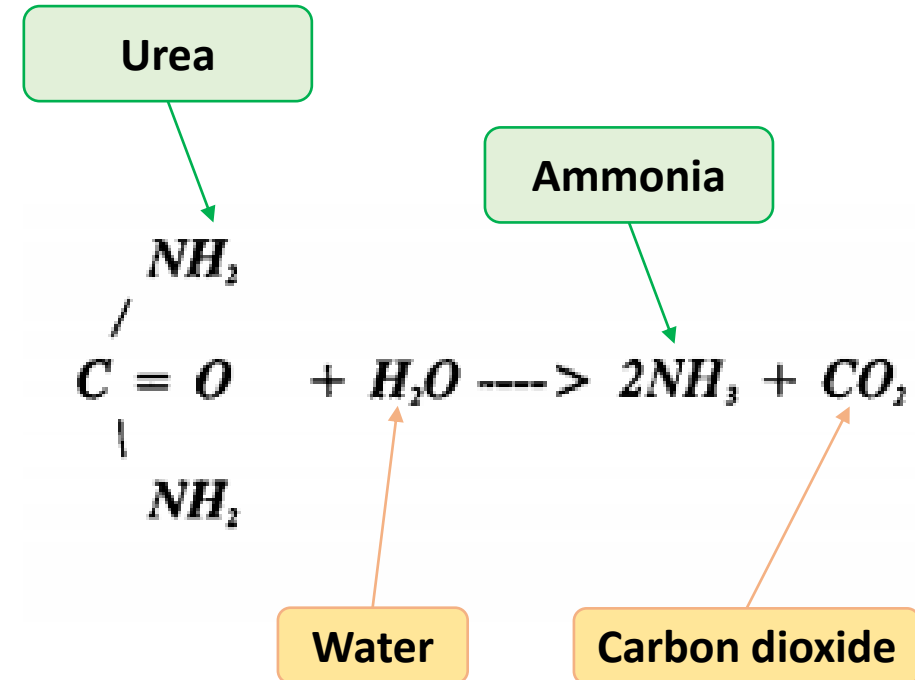 Urea
Ammonia
NH₂
/
C = O + H₂O ----> 2NH₃ + CO₂
\
NH₂
Water
Carbon dioxide